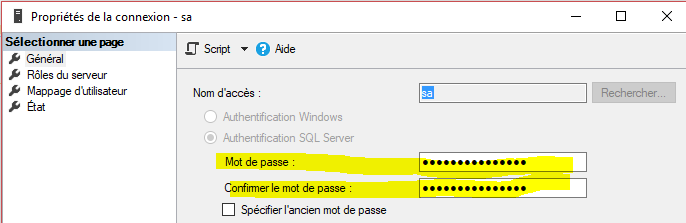 Propriétés de la connexion - sa
Sélectionner une page
Général
Rôles du serveur
Mappage d'utilisateur
État
Script
Aide
Nom d'accès :
sa
Rechercher...
Authentification Windows
Authentification SQL Server
Mot de passe :
●●●●●●●●●●●●●●●
Confirmer le mot de passe :
●●●●●●●●●●●●●●●
Spécifier l'ancien mot de passe